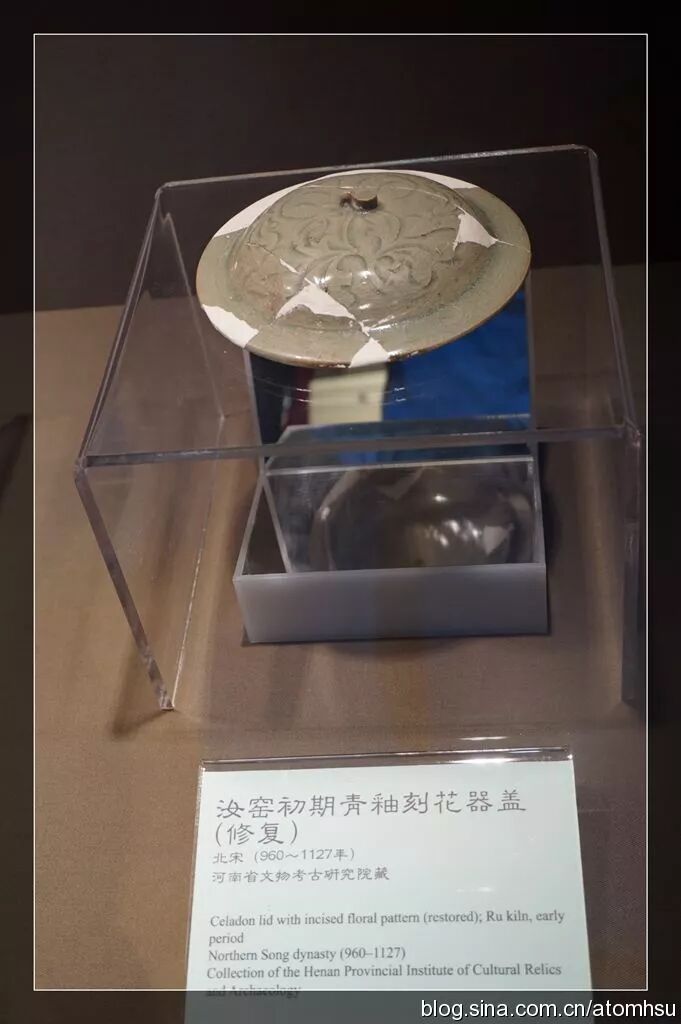 汝窑初期青釉刻花器盖
(修复)
北宋 (960~1127年)
河南省文物考古研究院藏
Celadon lid with incised floral pattern (restored); Ru kiln, early
period
Northern Song dynasty (960–1127)
Collection of the Henan Provincial Institute of Cultural Relics
and Archaeology
blog.sina.com.cn/atomhsu